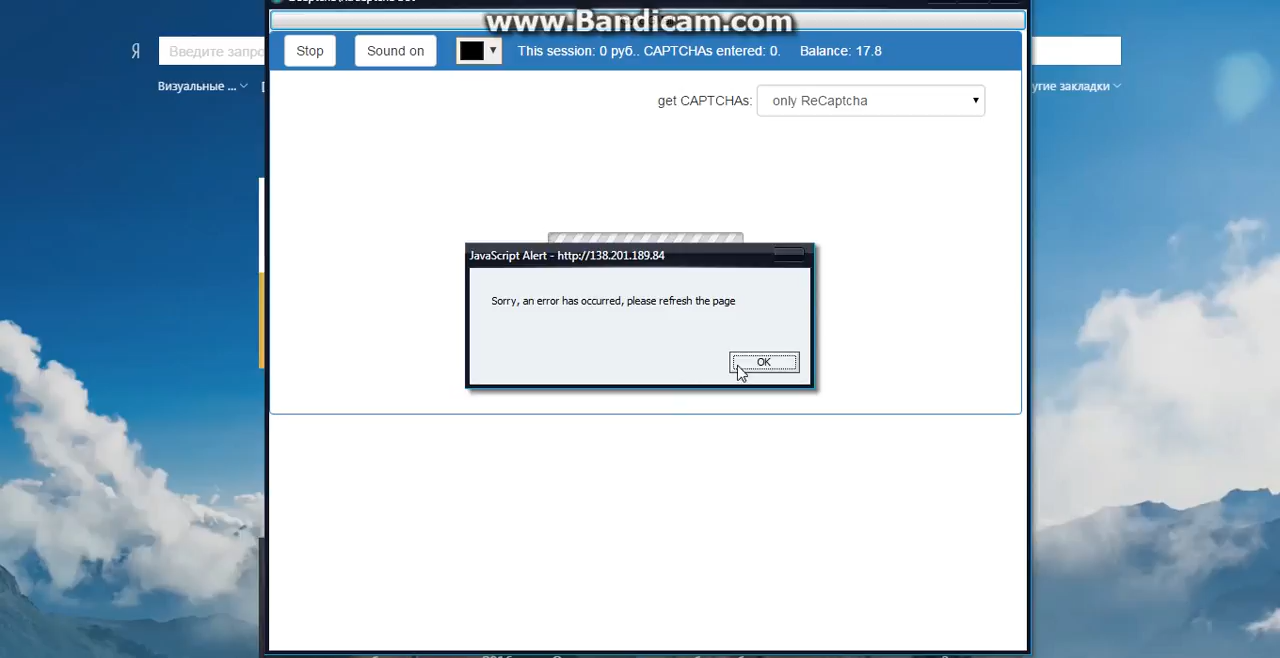 www.Bandicam.com
Я
Введите запро
Stop
Sound on
This session: 0 руб.. CAPTCHAs entered: 0.
Balance: 17.8
Визуальные ...
угие закладки
get CAPTCHAs:
only ReCaptcha
JavaScript Alert - http://138.201.189.84
Sorry, an error has occurred, please refresh the page
OK